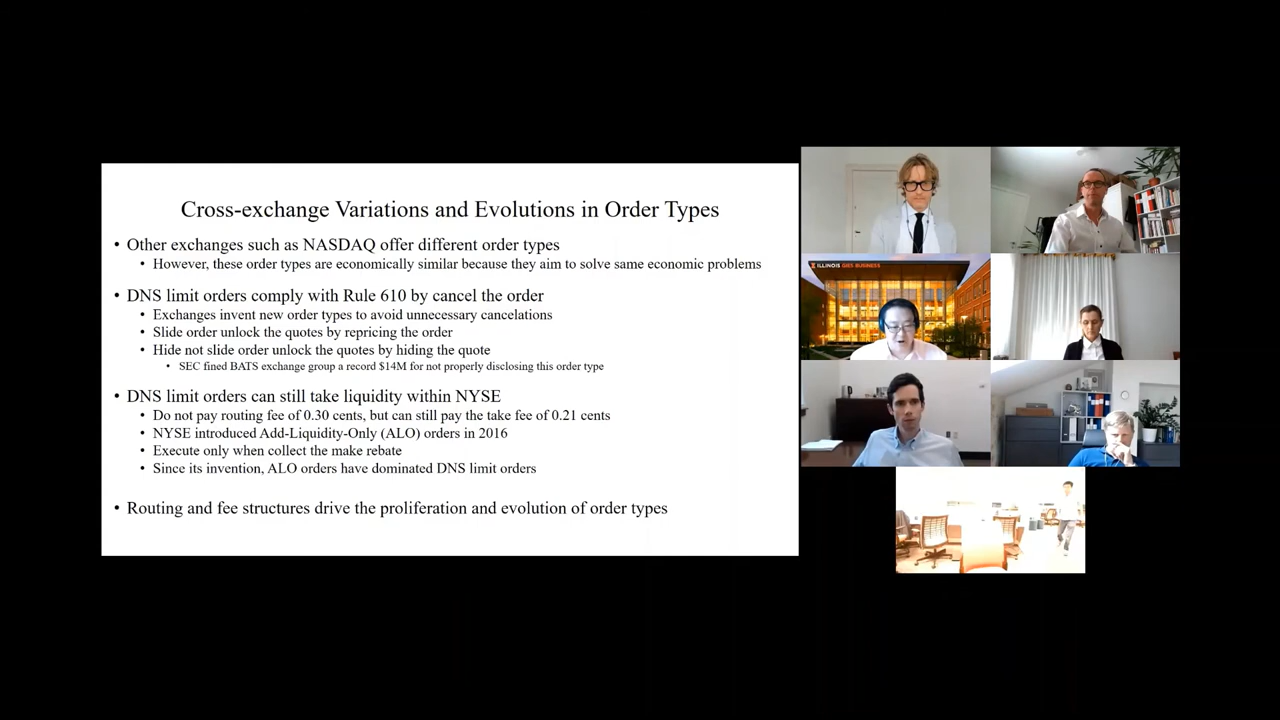 Cross-exchange Variations and Evolutions in Order Types
• Other exchanges such as NASDAQ offer different order types
• However, these order types are economically similar because they aim to solve same economic problems
• DNS limit orders comply with Rule 610 by cancel the order
• Exchanges invent new order types to avoid unnecessary cancelations
• Slide order unlock the quotes by repricing the order
• Hide not slide order unlock the quotes by hiding the quote
• SEC fined BATS exchange group a record $14M for not properly disclosing this order type
• DNS limit orders can still take liquidity within NYSE
• Do not pay routing fee of 0.30 cents, but can still pay the take fee of 0.21 cents
• NYSE introduced Add-Liquidity-Only (ALO) orders in 2016
• Execute only when collect the make rebate
• Since its invention, ALO orders have dominated DNS limit orders
• Routing and fee structures drive the proliferation and evolution of order types
ILLINOIS GIES BUSINESS